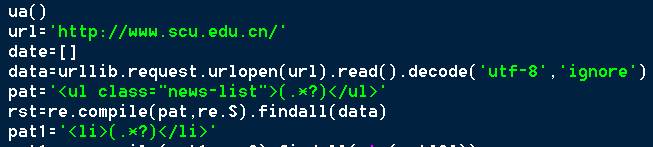 ua()
url='http://www.scu.edu.cn/'
date=[]
data=urllib.request.urlopen(url).read().decode('utf-8','ignore')
pat='<ul class="news-list">(.*?)</ul>'
rst=re.compile(pat,re.S).findall(data)
pat1='<li>(.*?)</li>'